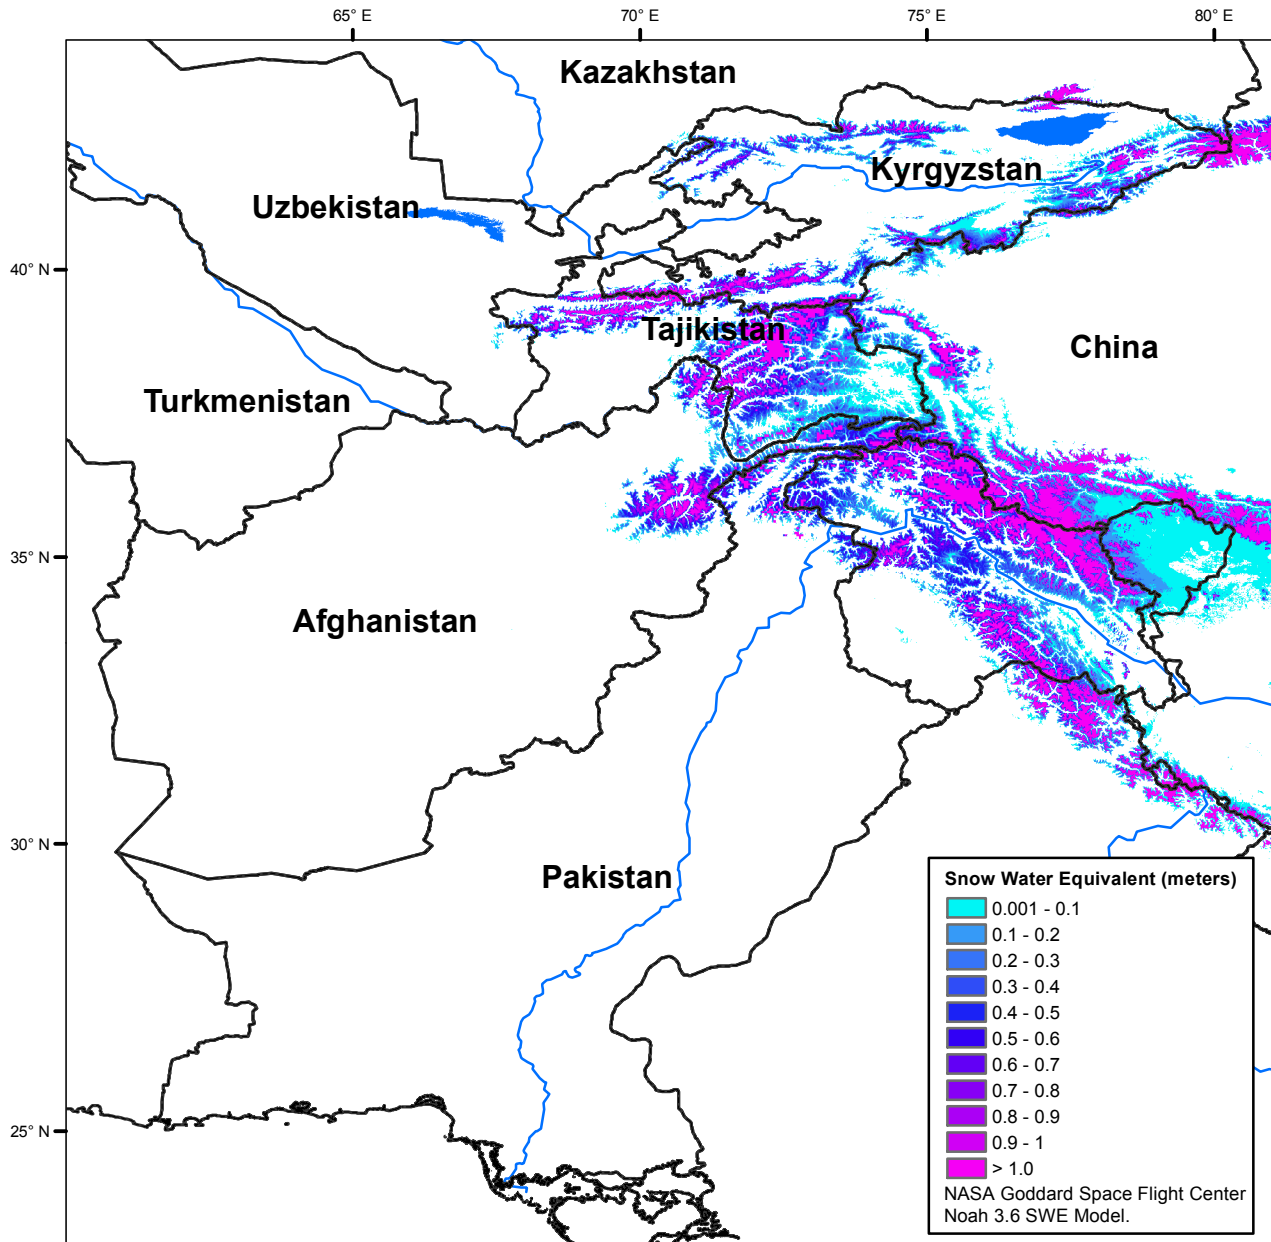 65° E
70° E
75° E
80° E
Kazakhstan
Kyrgyzstan
Uzbekistan
40° N
Tajikistan
China
Turkmenistan
35° N
Afghanistan
30° N
Pakistan
25° N
Snow Water Equivalent (meters)
0.001 - 0.1
0.1 - 0.2
0.2 - 0.3
0.3 - 0.4
0.4 - 0.5
0.5 - 0.6
0.6 - 0.7
0.7 - 0.8
0.8 - 0.9
0.9 - 1
> 1.0
NASA Goddard Space Flight Center
Noah 3.6 SWE Model.